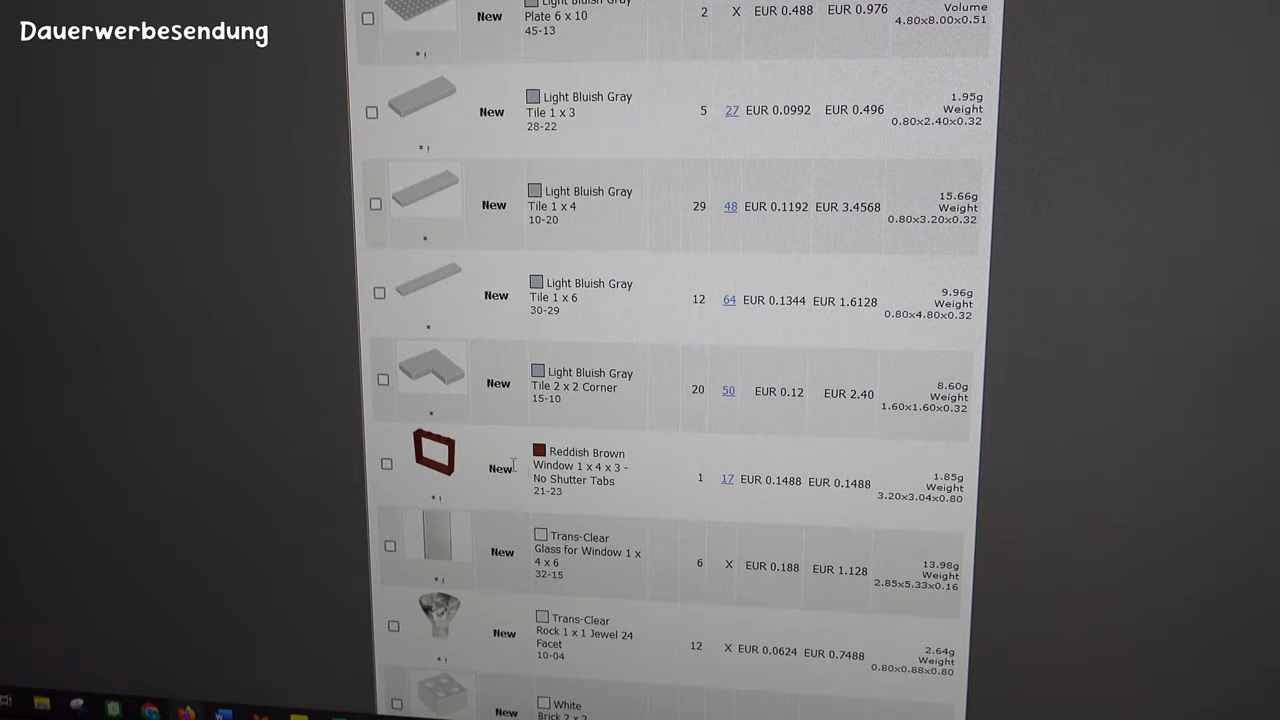 Dauerwerbesendung
New
Light Bluish Gray
Plate 6 x 10
45-13
2 X EUR 0.488 EUR 0.976
Volume
4.80x8.00x0.51
* !
New
Light Bluish Gray
Tile 1 x 3
28-22
5 27 EUR 0.0992 EUR 0.496
1.95g
Weight
0.80x2.40x0.32
* !
New
Light Bluish Gray
Tile 1 x 4
10-20
29 48 EUR 0.1192 EUR 3.4568
15.66g
Weight
0.80x3.20x0.32
*
New
Light Bluish Gray
Tile 1 x 6
30-29
12 64 EUR 0.1344 EUR 1.6128
9.96g
Weight
0.80x4.80x0.32
*
New
Light Bluish Gray
Tile 2 x 2 Corner
15-10
20 50 EUR 0.12 EUR 2.40
8.60g
Weight
1.60x1.60x0.32
*
New
Reddish Brown
Window 1 x 4 x 3 -
No Shutter Tabs
21-23
1 17 EUR 0.1488 EUR 0.1488
1.85g
Weight
3.20x3.04x0.80
* !
New
Trans-Clear
Glass for Window 1 x
4 x 6
32-15
6 X EUR 0.188 EUR 1.128
13.98g
Weight
2.85x5.33x0.16
* !
New
Trans-Clear
Rock 1 x 1 Jewel 24
Facet
10-04
12 X EUR 0.0624 EUR 0.7488
2.64g
Weight
0.80x0.88x0.80
* !
New
White
Brick 2 x 2